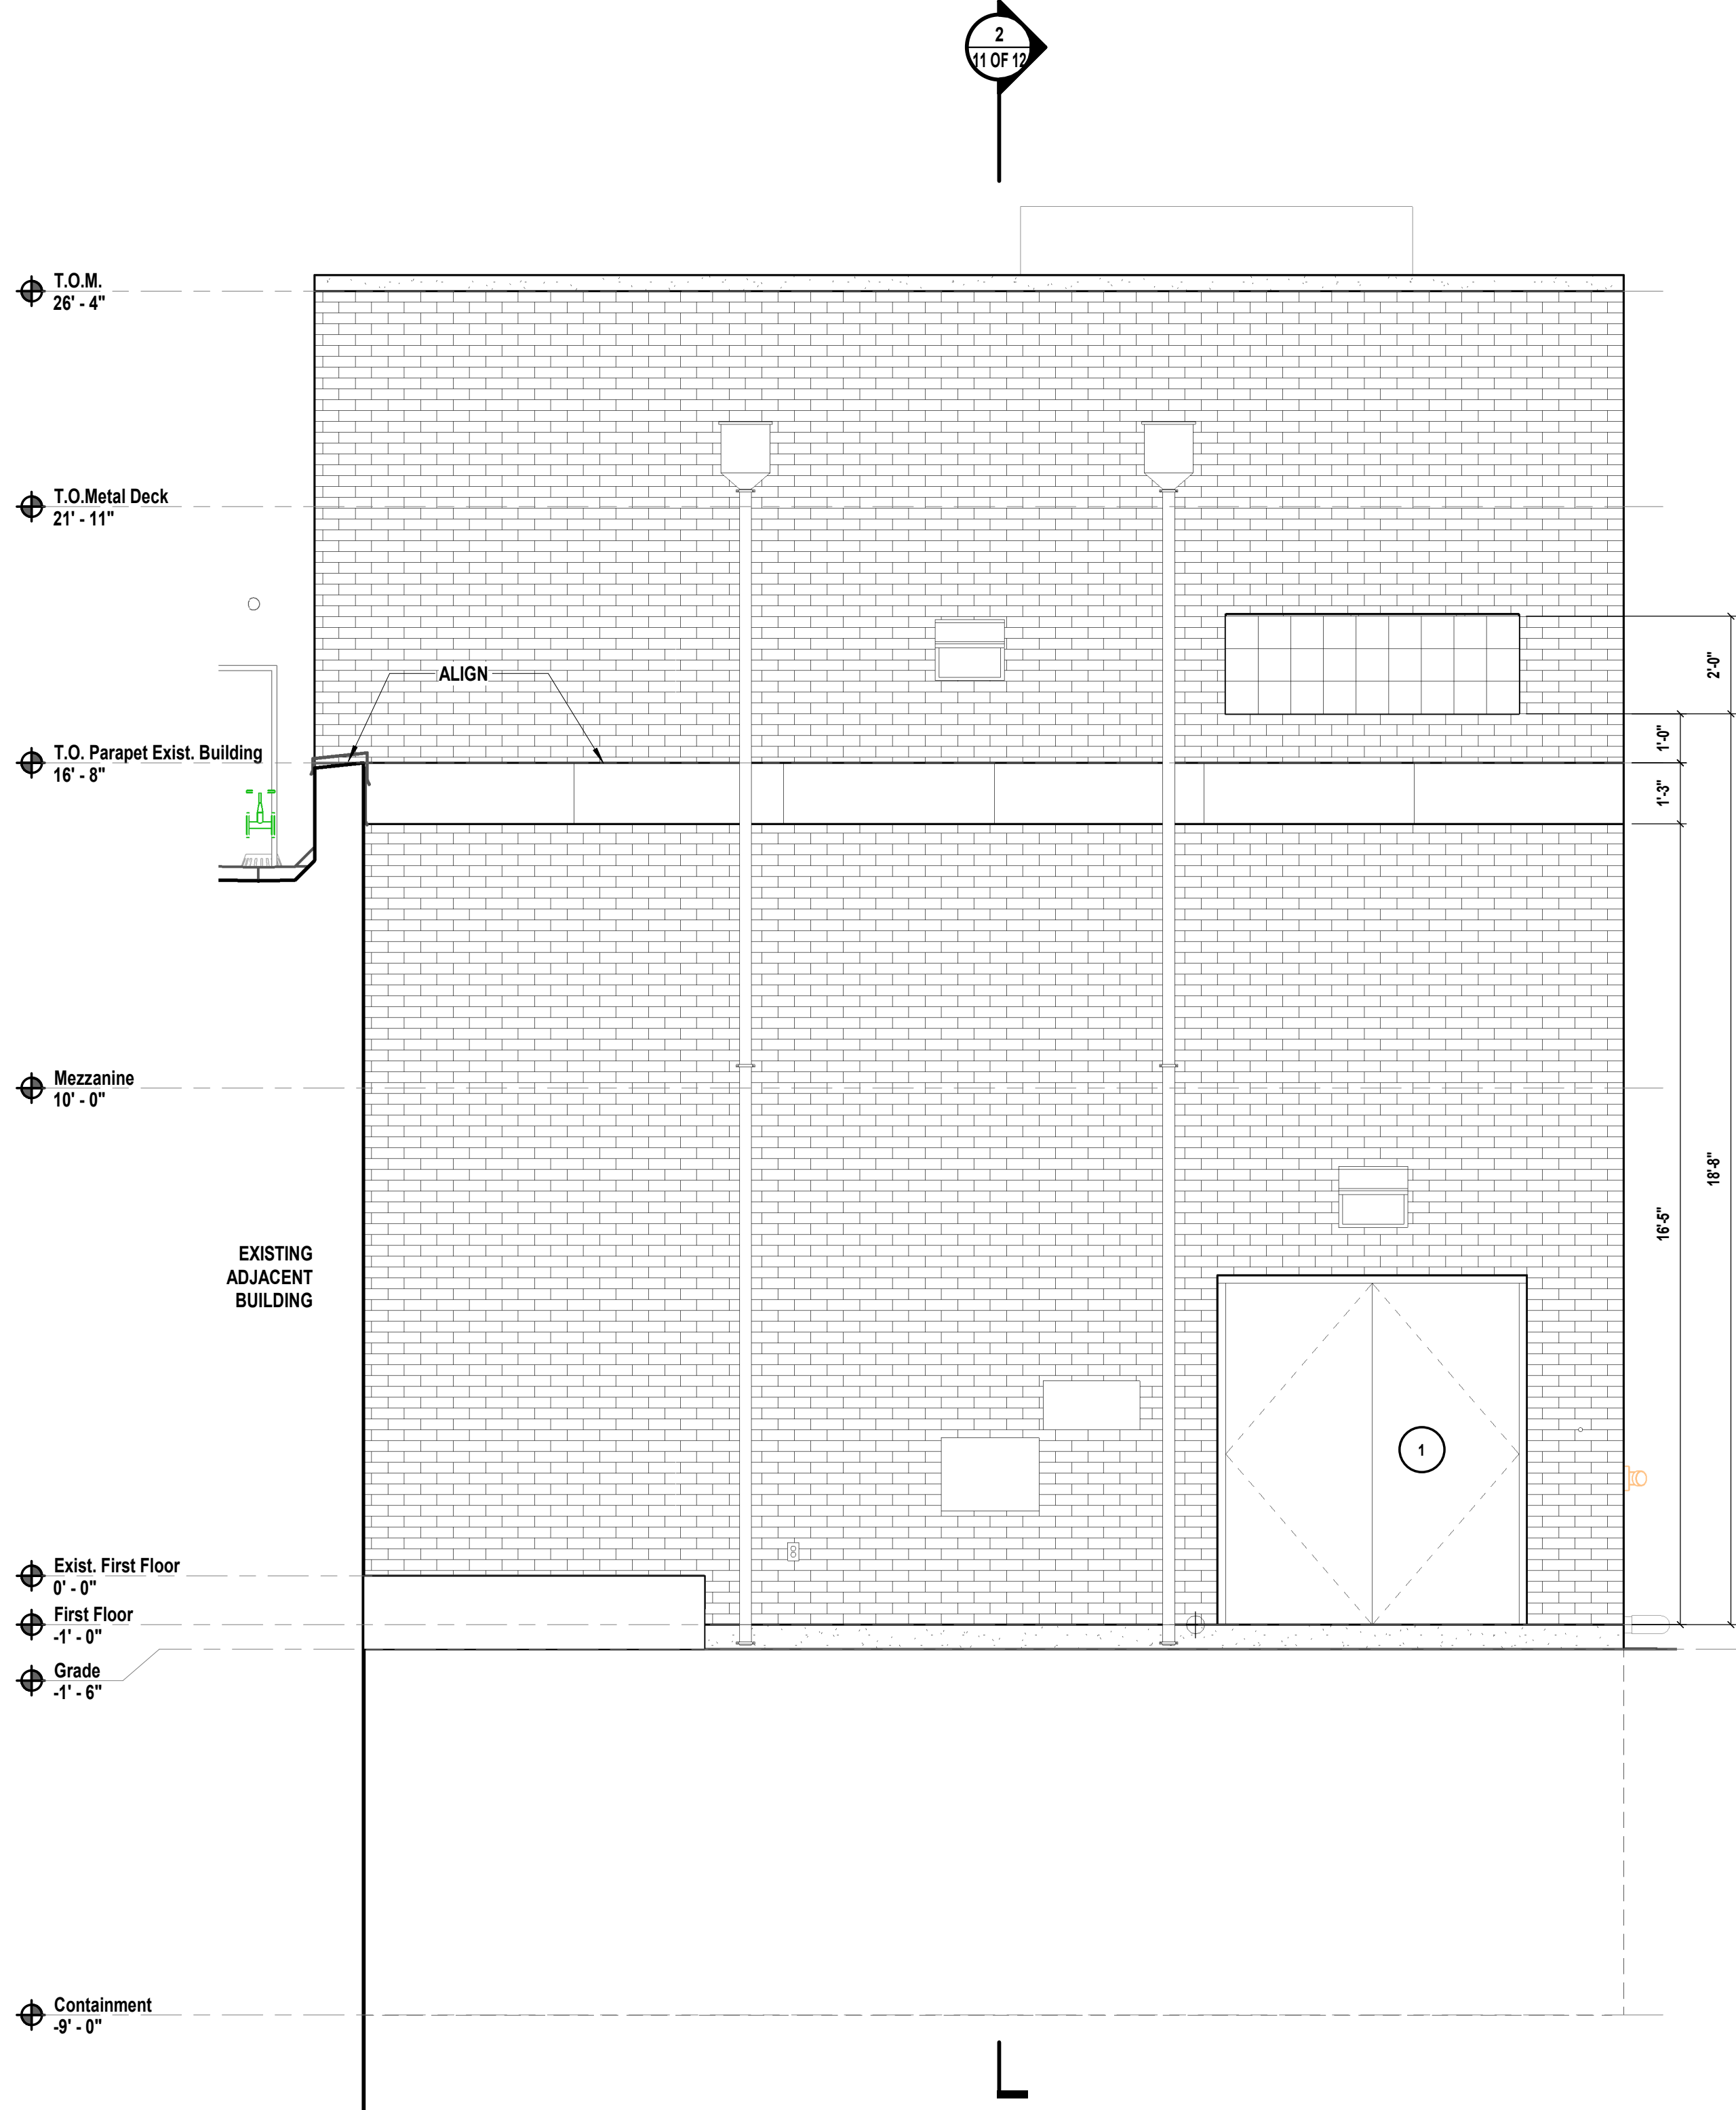 2
11 OF 12
T.O.M.
26' - 4"
T.O.Metal Deck
21' - 11"
2'-0"
ALIGN
1'-0"
T.O. Parapet Exist. Building
16' - 8"
1'-3"
Mezzanine
10' - 0"
18'-8"
16'-5"
EXISTING
ADJACENT
BUILDING
1
Exist. First Floor
0' - 0"
First Floor
-1' - 0"
Grade
-1' - 6"
Containment
-9' - 0"